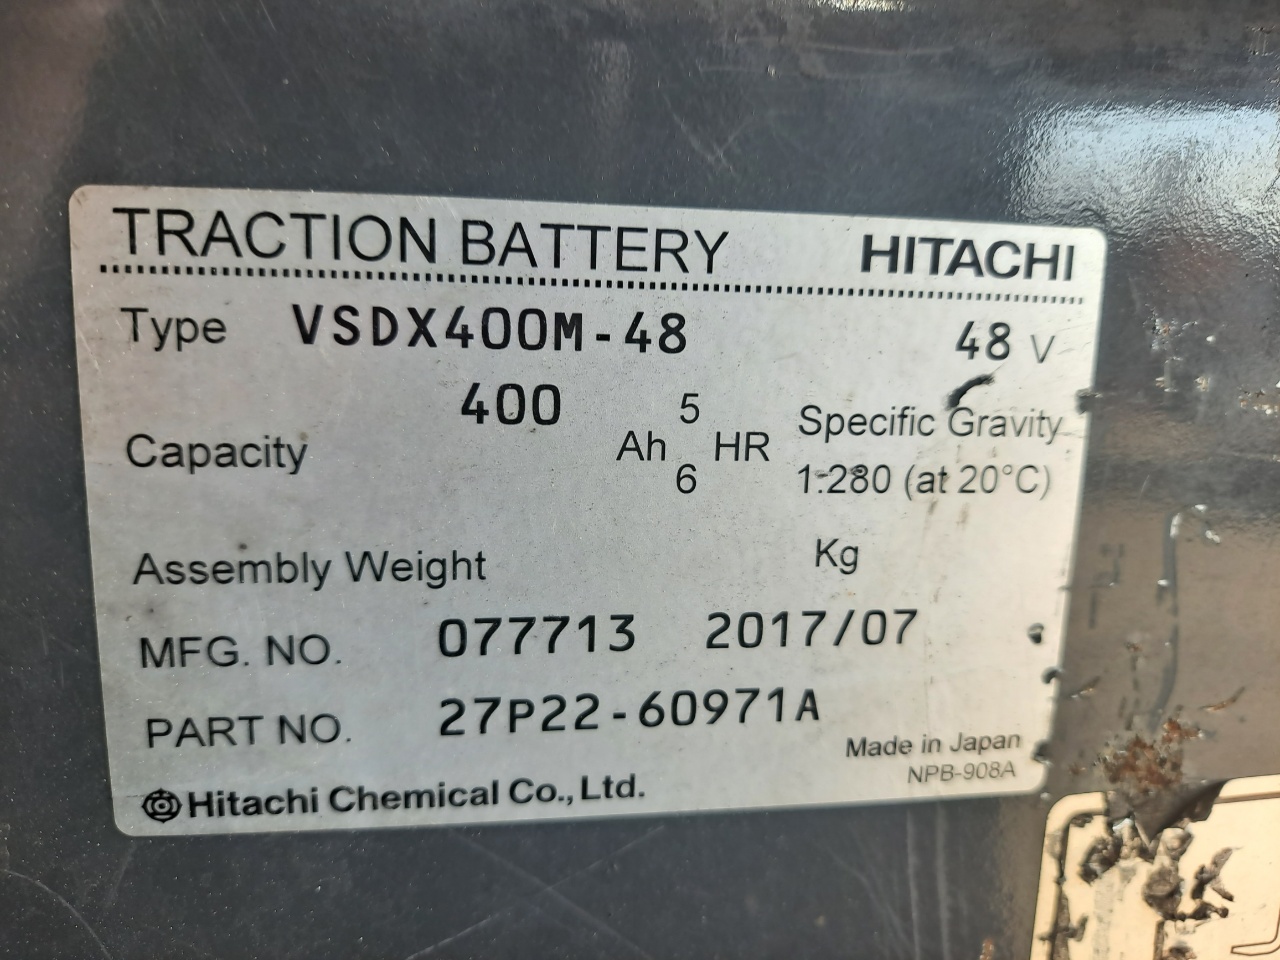 TRACTION BATTERY HITACHI
Type VSDX400M-48 48 V
Capacity 400 Ah 5 HR Specific Gravity
6 1.280 (at 20°C)
Assembly Weight Kg
MFG. NO. 077713 2017/07
PART NO. 27P22-60971A
Made in Japan
NPB-908A
Hitachi Chemical Co., Ltd.